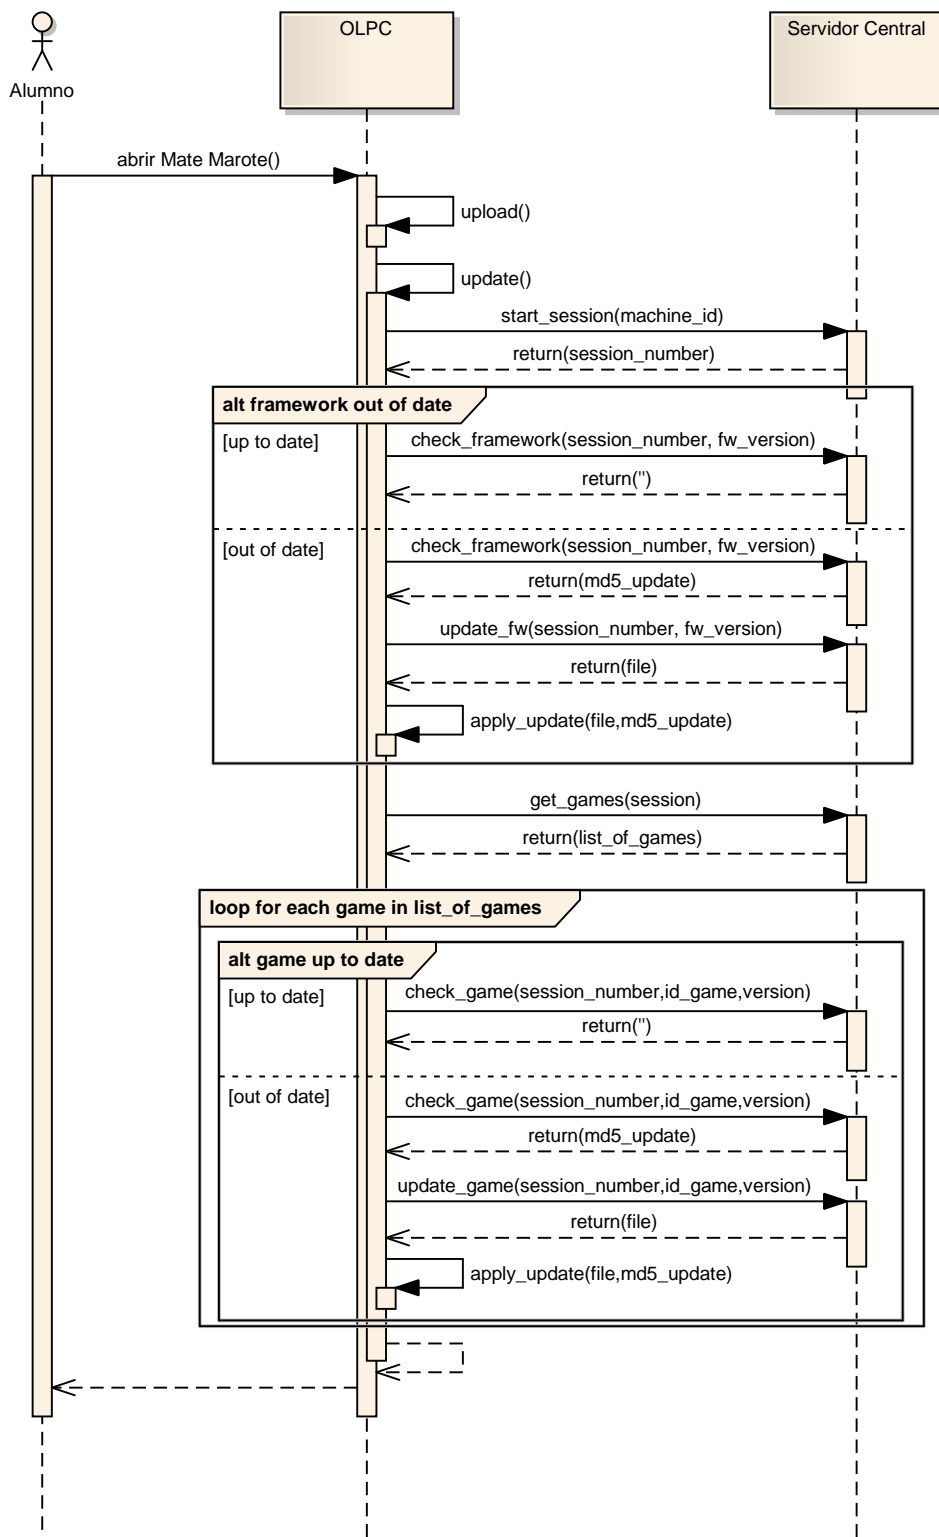 OLPC
Servidor Central
Alumno
abrir Mate Marote()
upload()
update()
start_session(machine_id)
return(session_number)
alt framework out of date
[up to date]
check_framework(session_number, fw_version)
return('')
[out of date]
check_framework(session_number, fw_version)
return(md5_update)
update_fw(session_number, fw_version)
return(file)
apply_update(file,md5_update)
get_games(session)
return(list_of_games)
loop for each game in list_of_games
alt game up to date
[up to date]
check_game(session_number,id_game,version)
return('')
[out of date]
check_game(session_number,id_game,version)
return(md5_update)
update_game(session_number,id_game,version)
return(file)
apply_update(file,md5_update)